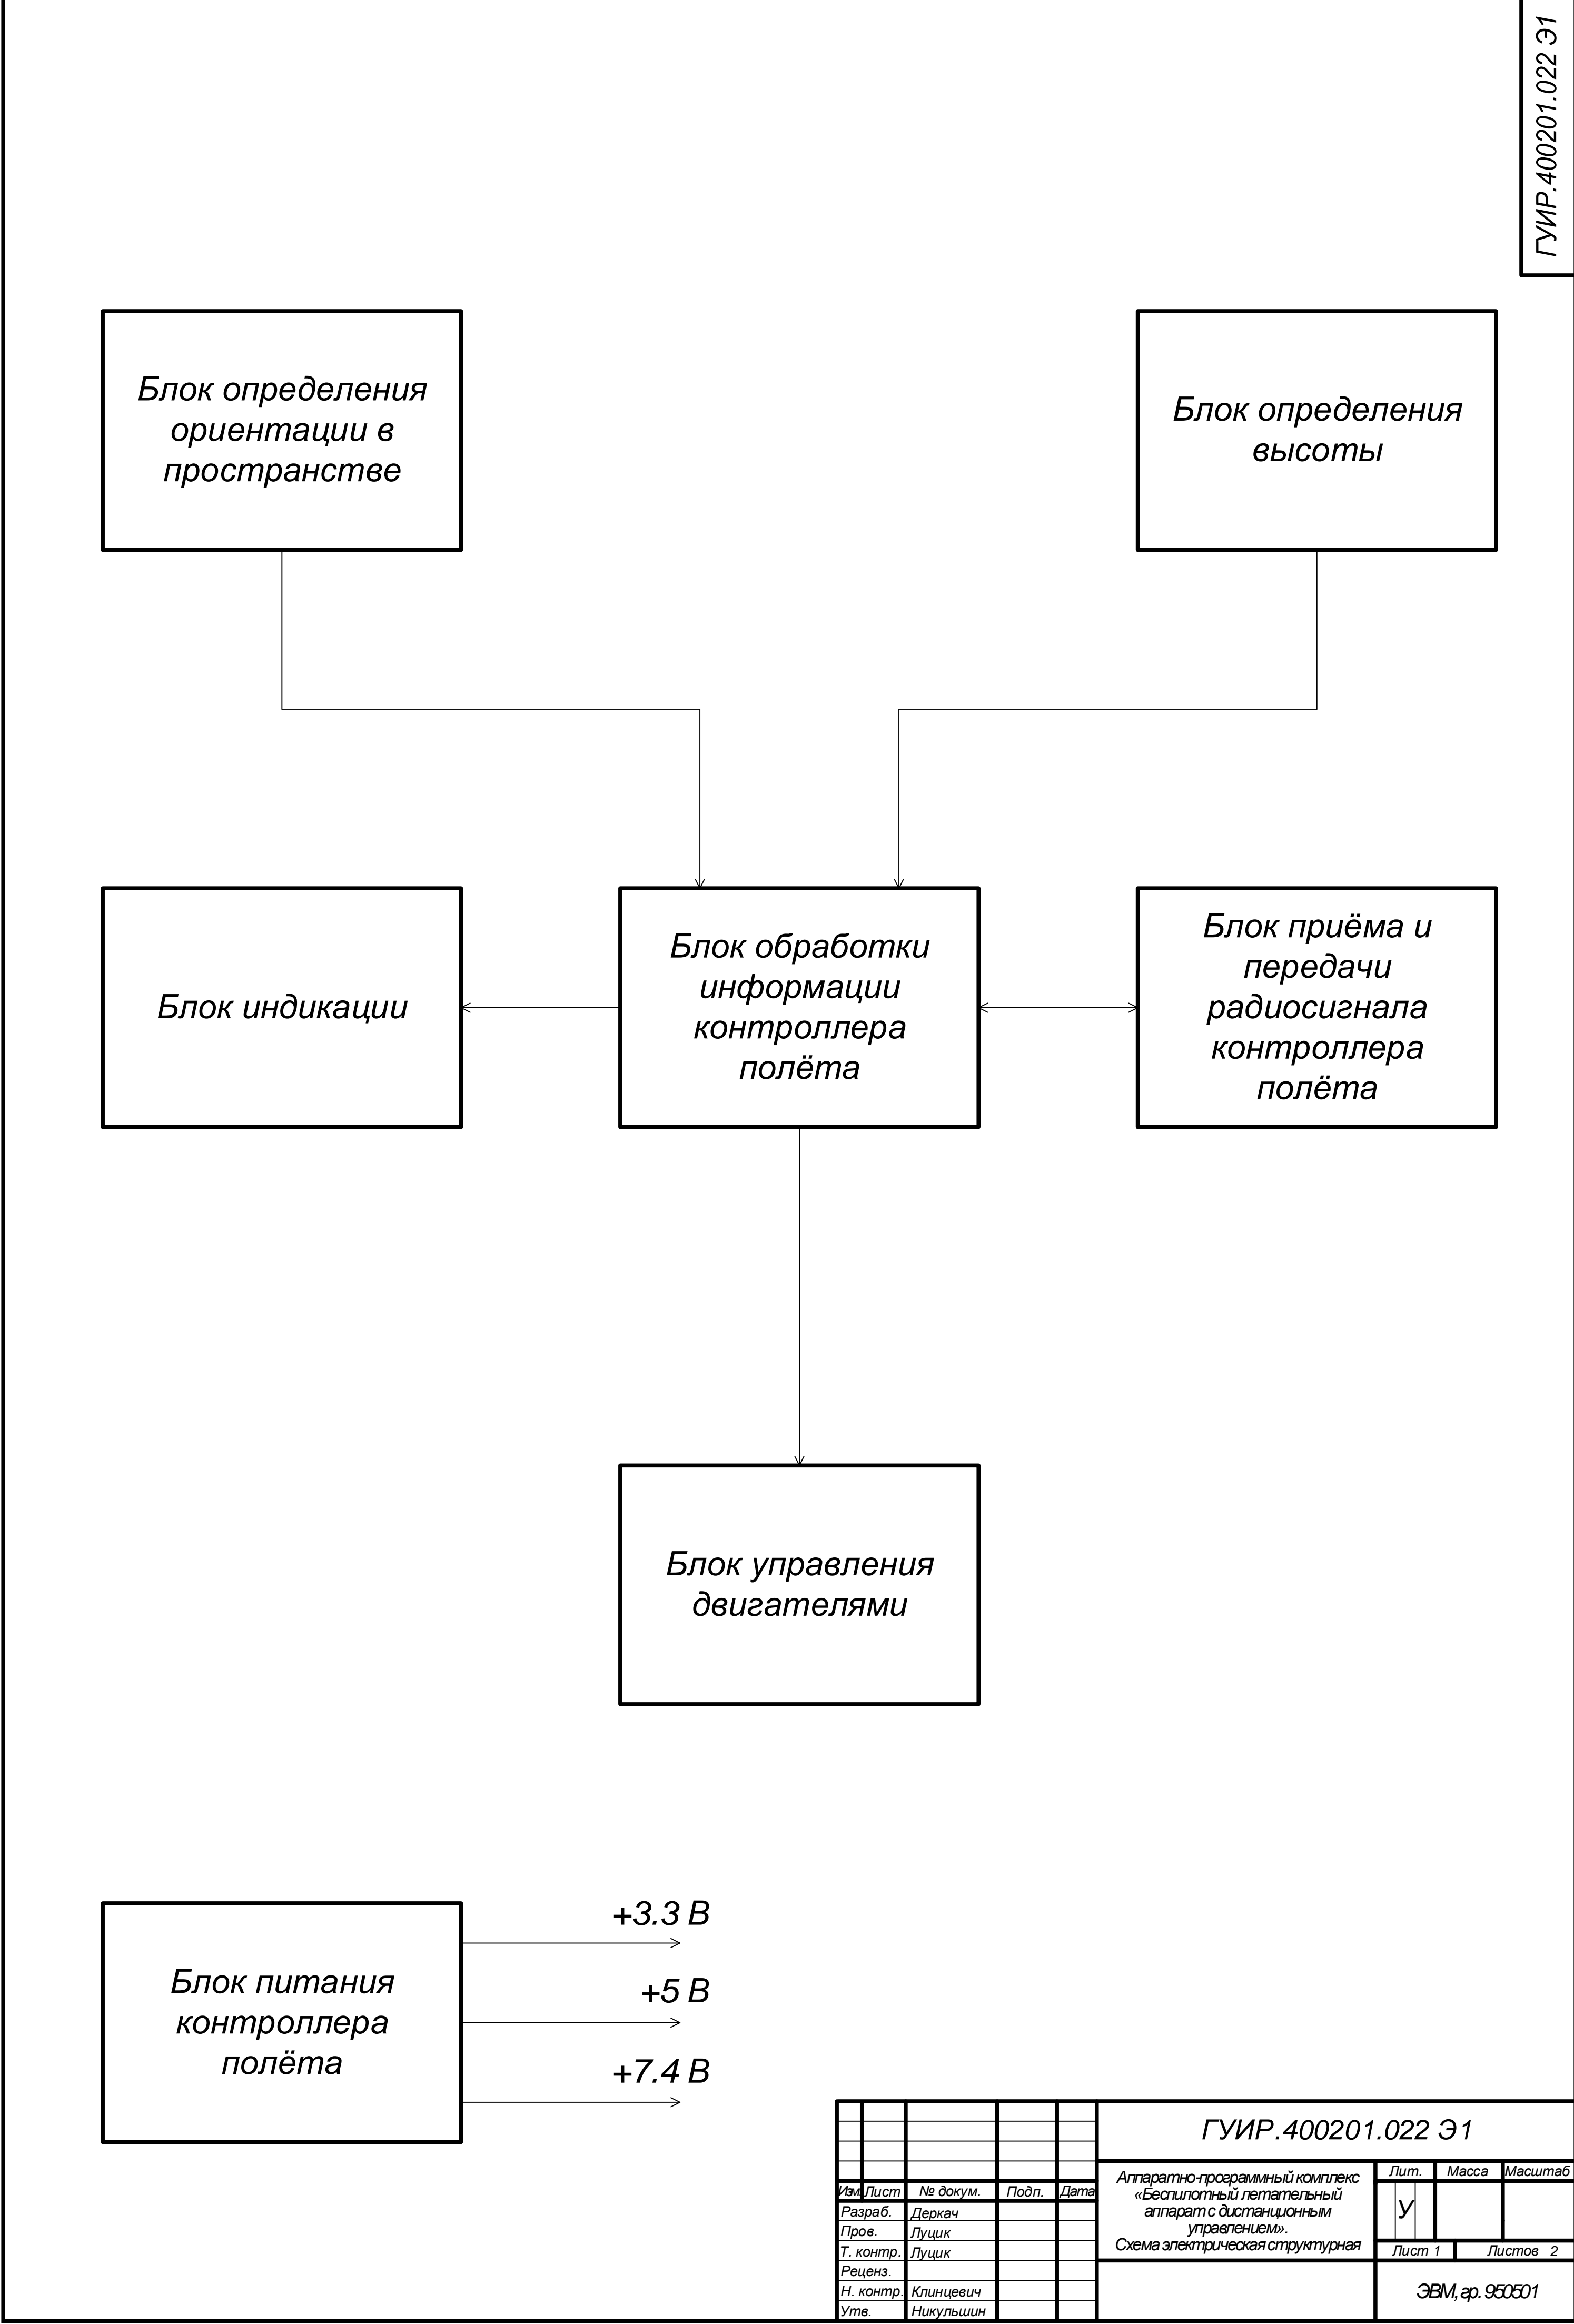 ГУИР.400201.022 Э1
Блок определения
ориентации в
пространстве
Блок определения
высоты
Блок индикации
Блок обработки
информации
контроллера
полёта
Блок приёма и
передачи
радиосигнала
контроллера
полёта
Блок управления
двигателями
Блок питания
контроллера
полёта
+3.3 В
+5 В
+7.4 В
ГУИР.400201.022 Э1
Изм Лист № докум. Подп. Дата
Разраб. Деркач
Пров. Луцик
Т. контр. Луцик
Реценз.
Н. контр. Клинцевич
Утв. Никульшин
Аппаратно-программный комплекс
«Беспилотный летательный
аппарат с дистанционным
управлением».
Схема электрическая структурная
Лит. Масса Масштаб
У
Лист 1 Листов 2
ЭВМ, гр. 950501